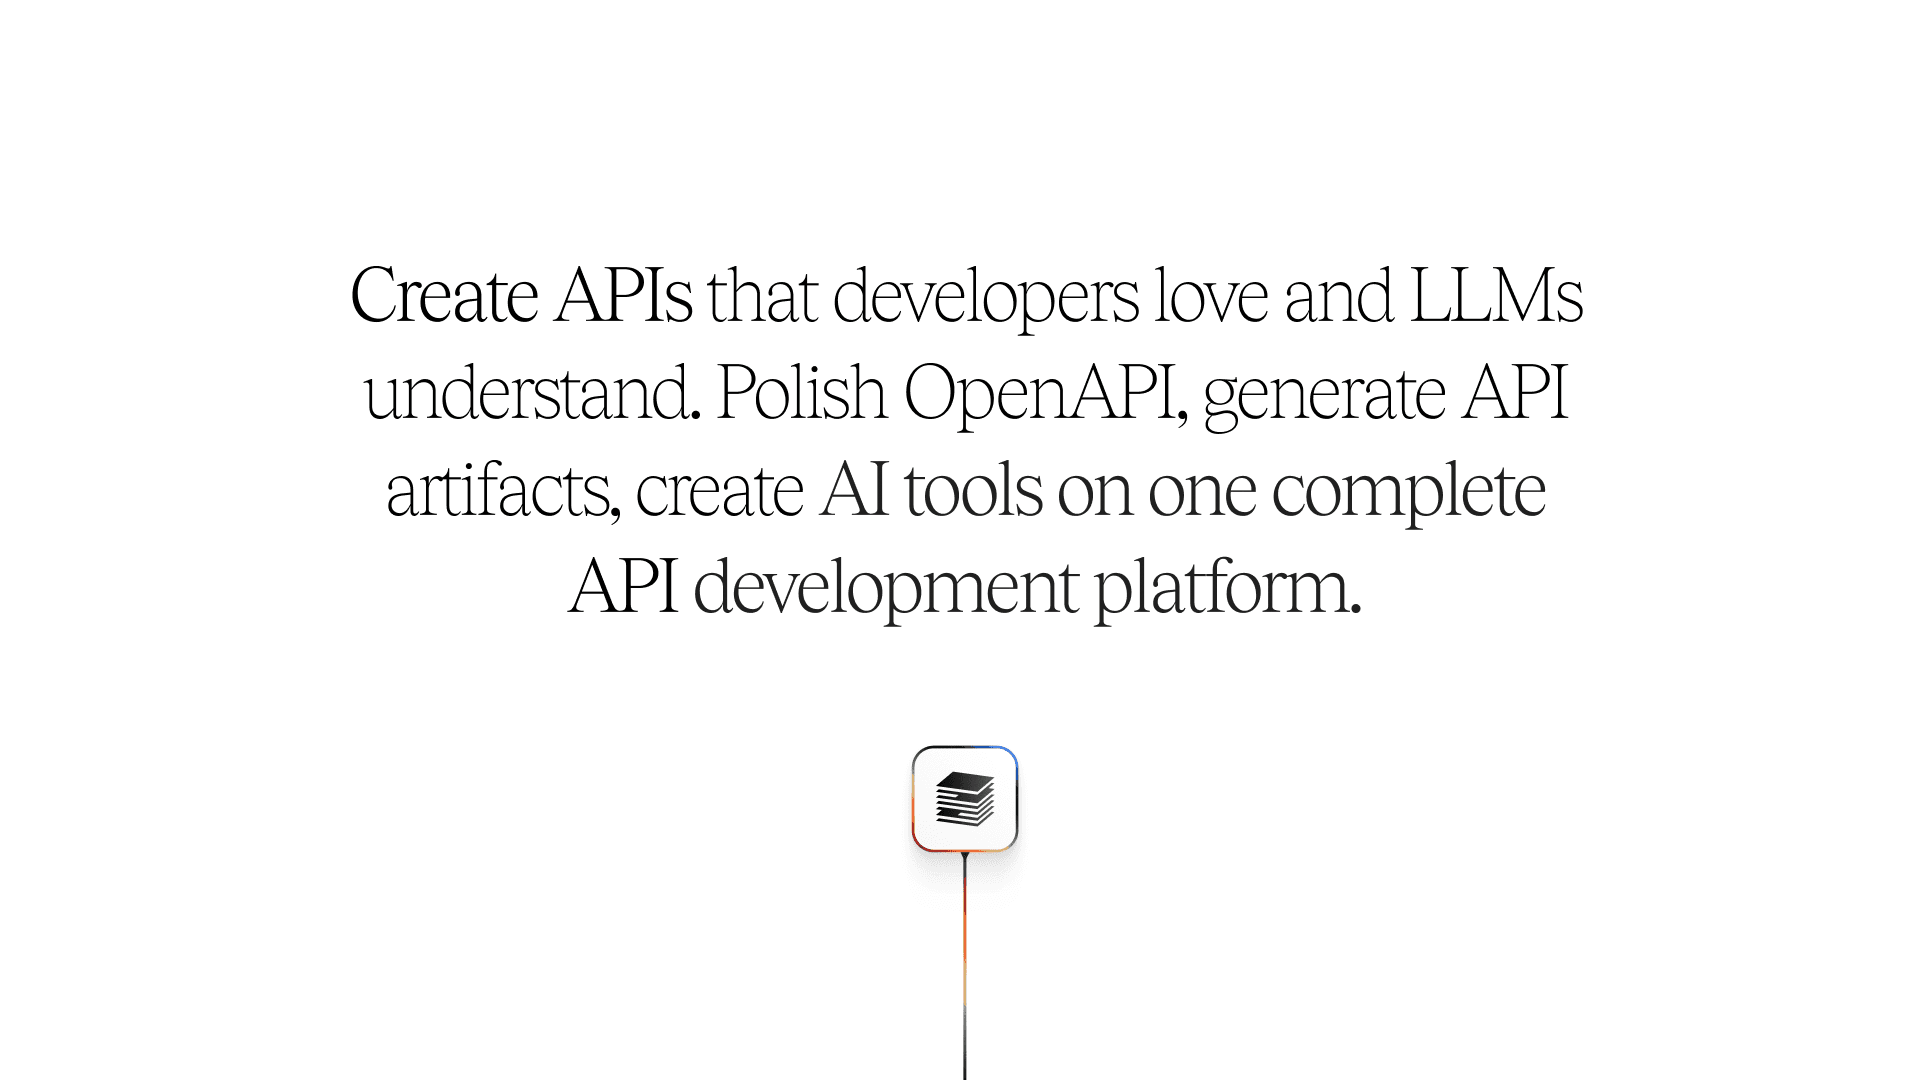 Create APIs that developers love and LLMs
understand. Polish OpenAPI, generate API
artifacts, create AI tools on one complete
API development platform.